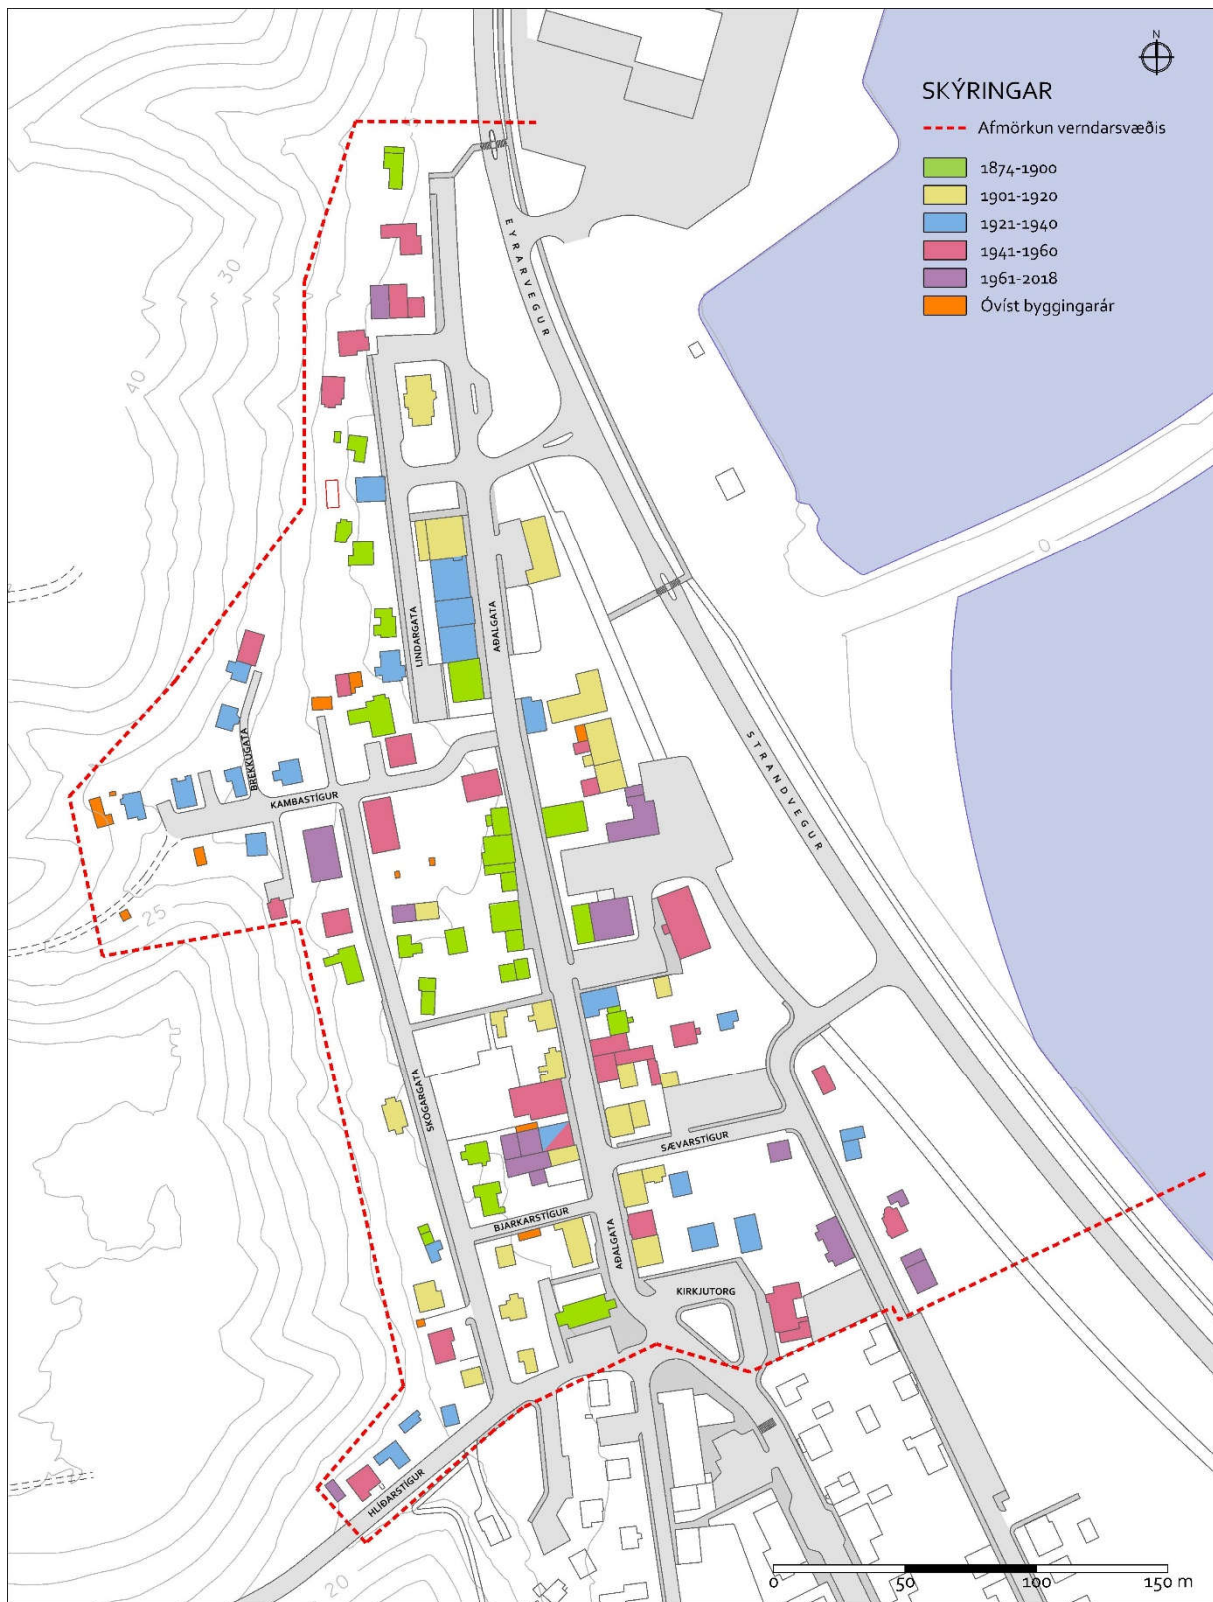 N
SKÝRINGAR
Afmörkun verndarsvæðis
1874-1900
1901-1920
1921-1940
1941-1960
1961-2018
Óvíst byggingarár
EYRARVEGUR
30
40
0
LINDARGATA
AÐALGATA
STRANDVEGUR
BREKKUGATA
KAMBASTÍGUR
25
SKÓGARGATA
SÆVARSTÍGUR
BJARKARSTÍGUR
AÐALGATA
KIRKJUTORG
HLÍÐARSTÍGUR
20
0 50 100 150 m